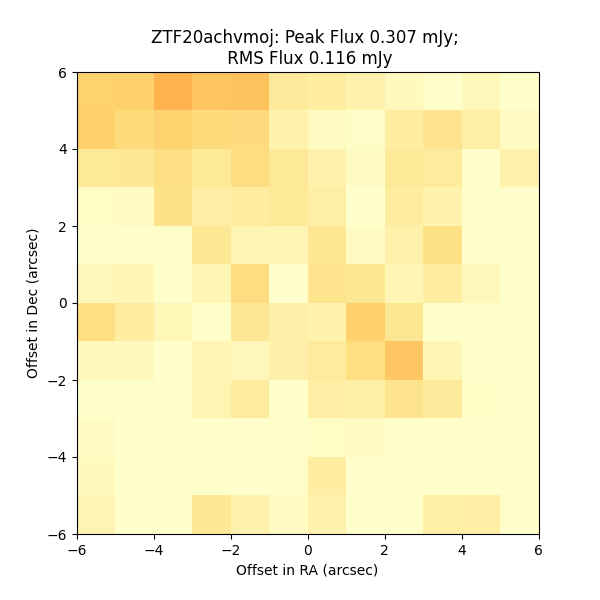 ZTF20achvmoj: Peak Flux 0.307 mJy;
RMS Flux 0.116 mJy
6
4
2
0
−2
−4
−6
Offset in Dec (arcsec)
−6 −4 −2 0 2 4 6
Offset in RA (arcsec)